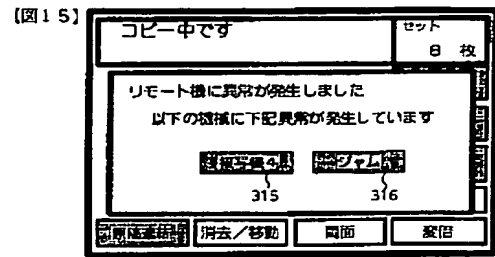 【図15】
コピー中です
セット
8 枚
リモート機に異常が発生しました
以下の機械に下記異常が発生しています
複写機4 ジャム
315 316
消去/移動 両面 変倍